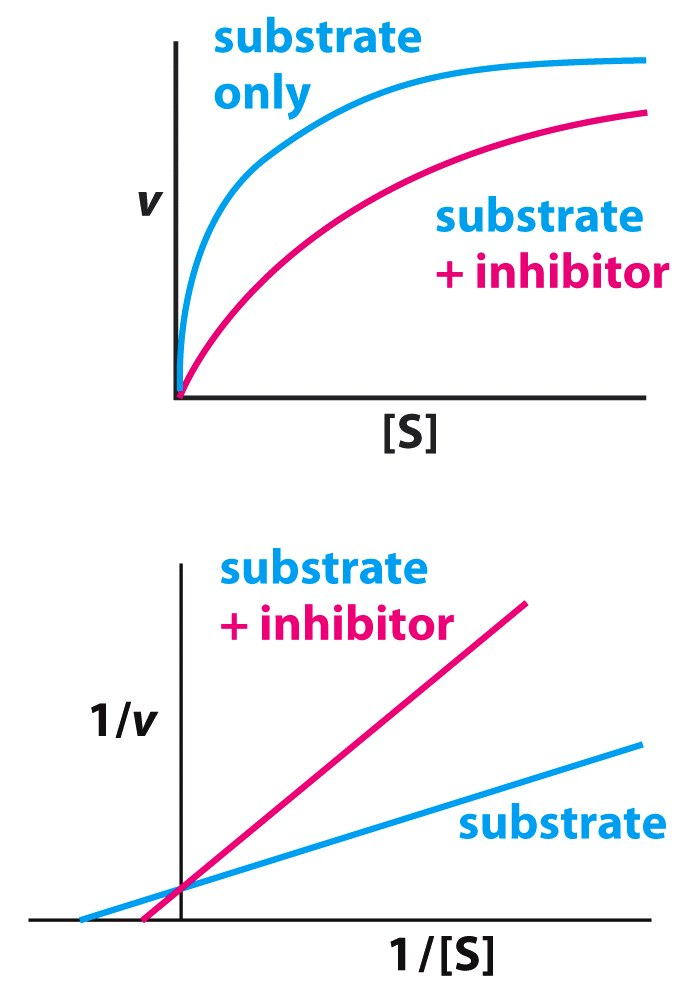 substrate
only
v
substrate
+ inhibitor
[S]
substrate
+ inhibitor
1/v
substrate
1/[S]